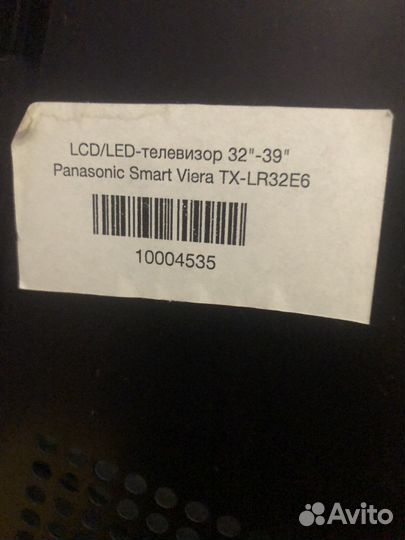 LCD/LED-телевизор 32"-39"
Panasonic Smart Viera TX-LR32E6
10004535
Avito